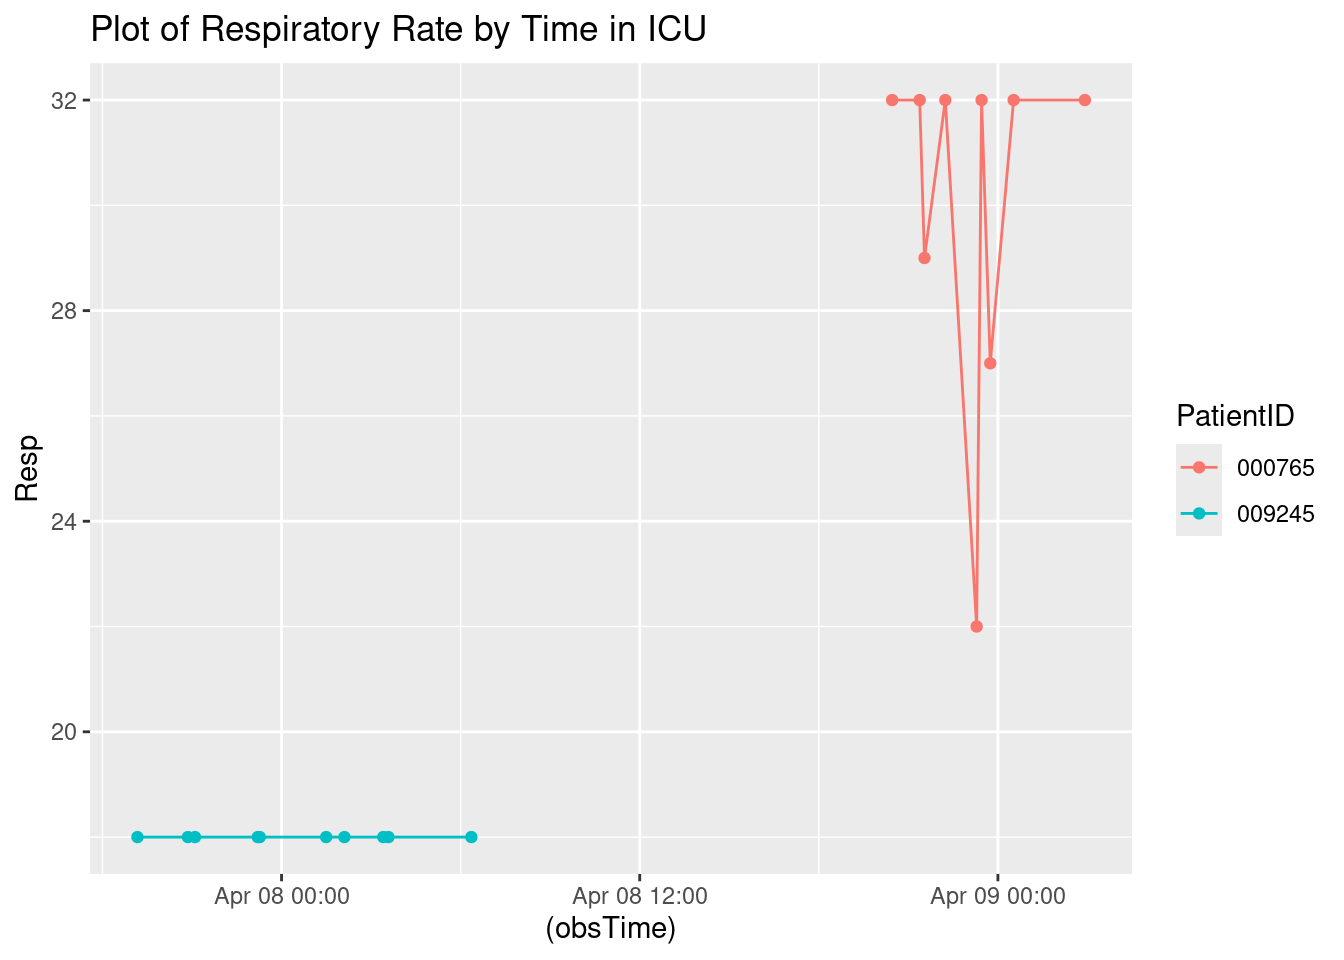 Plot of Respiratory Rate by Time in ICU
32
28
24
20
Resp
Apr 08 00:00
Apr 08 12:00
Apr 09 00:00
(obsTime)
PatientID
000765
009245